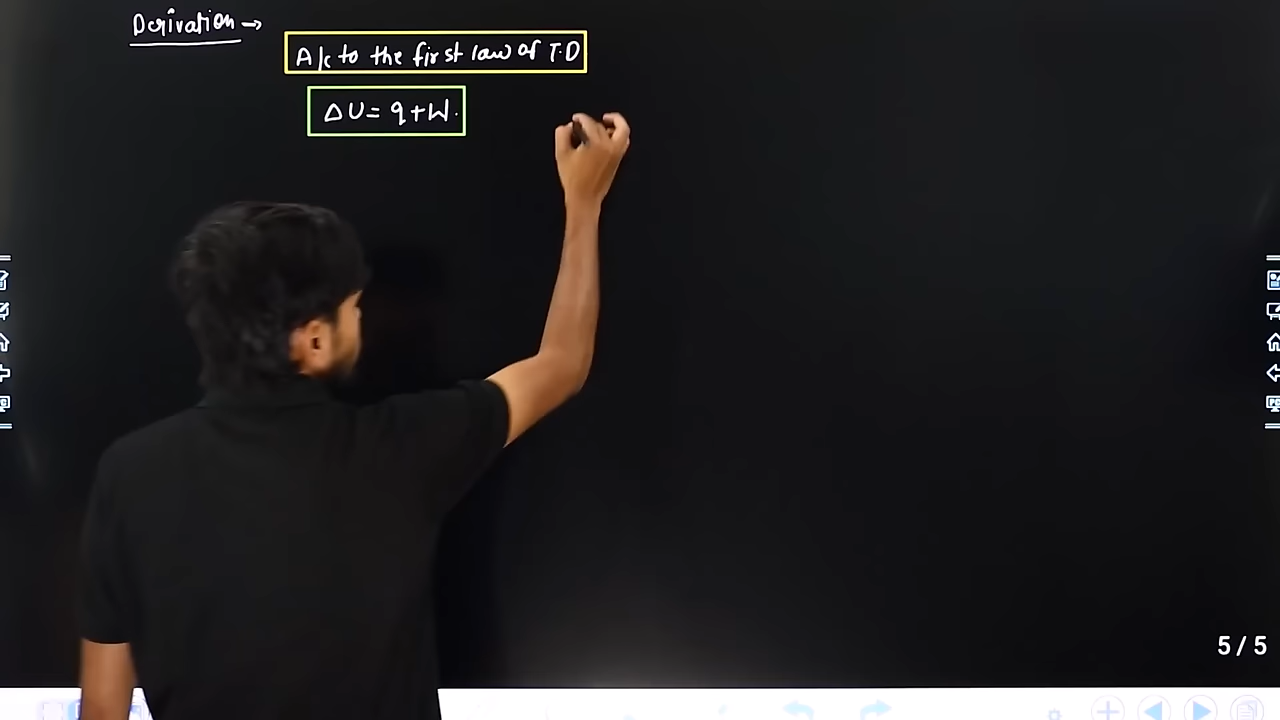 Derivation →
A/c to the first law of T.D
ΔU = q + W.
5 / 5